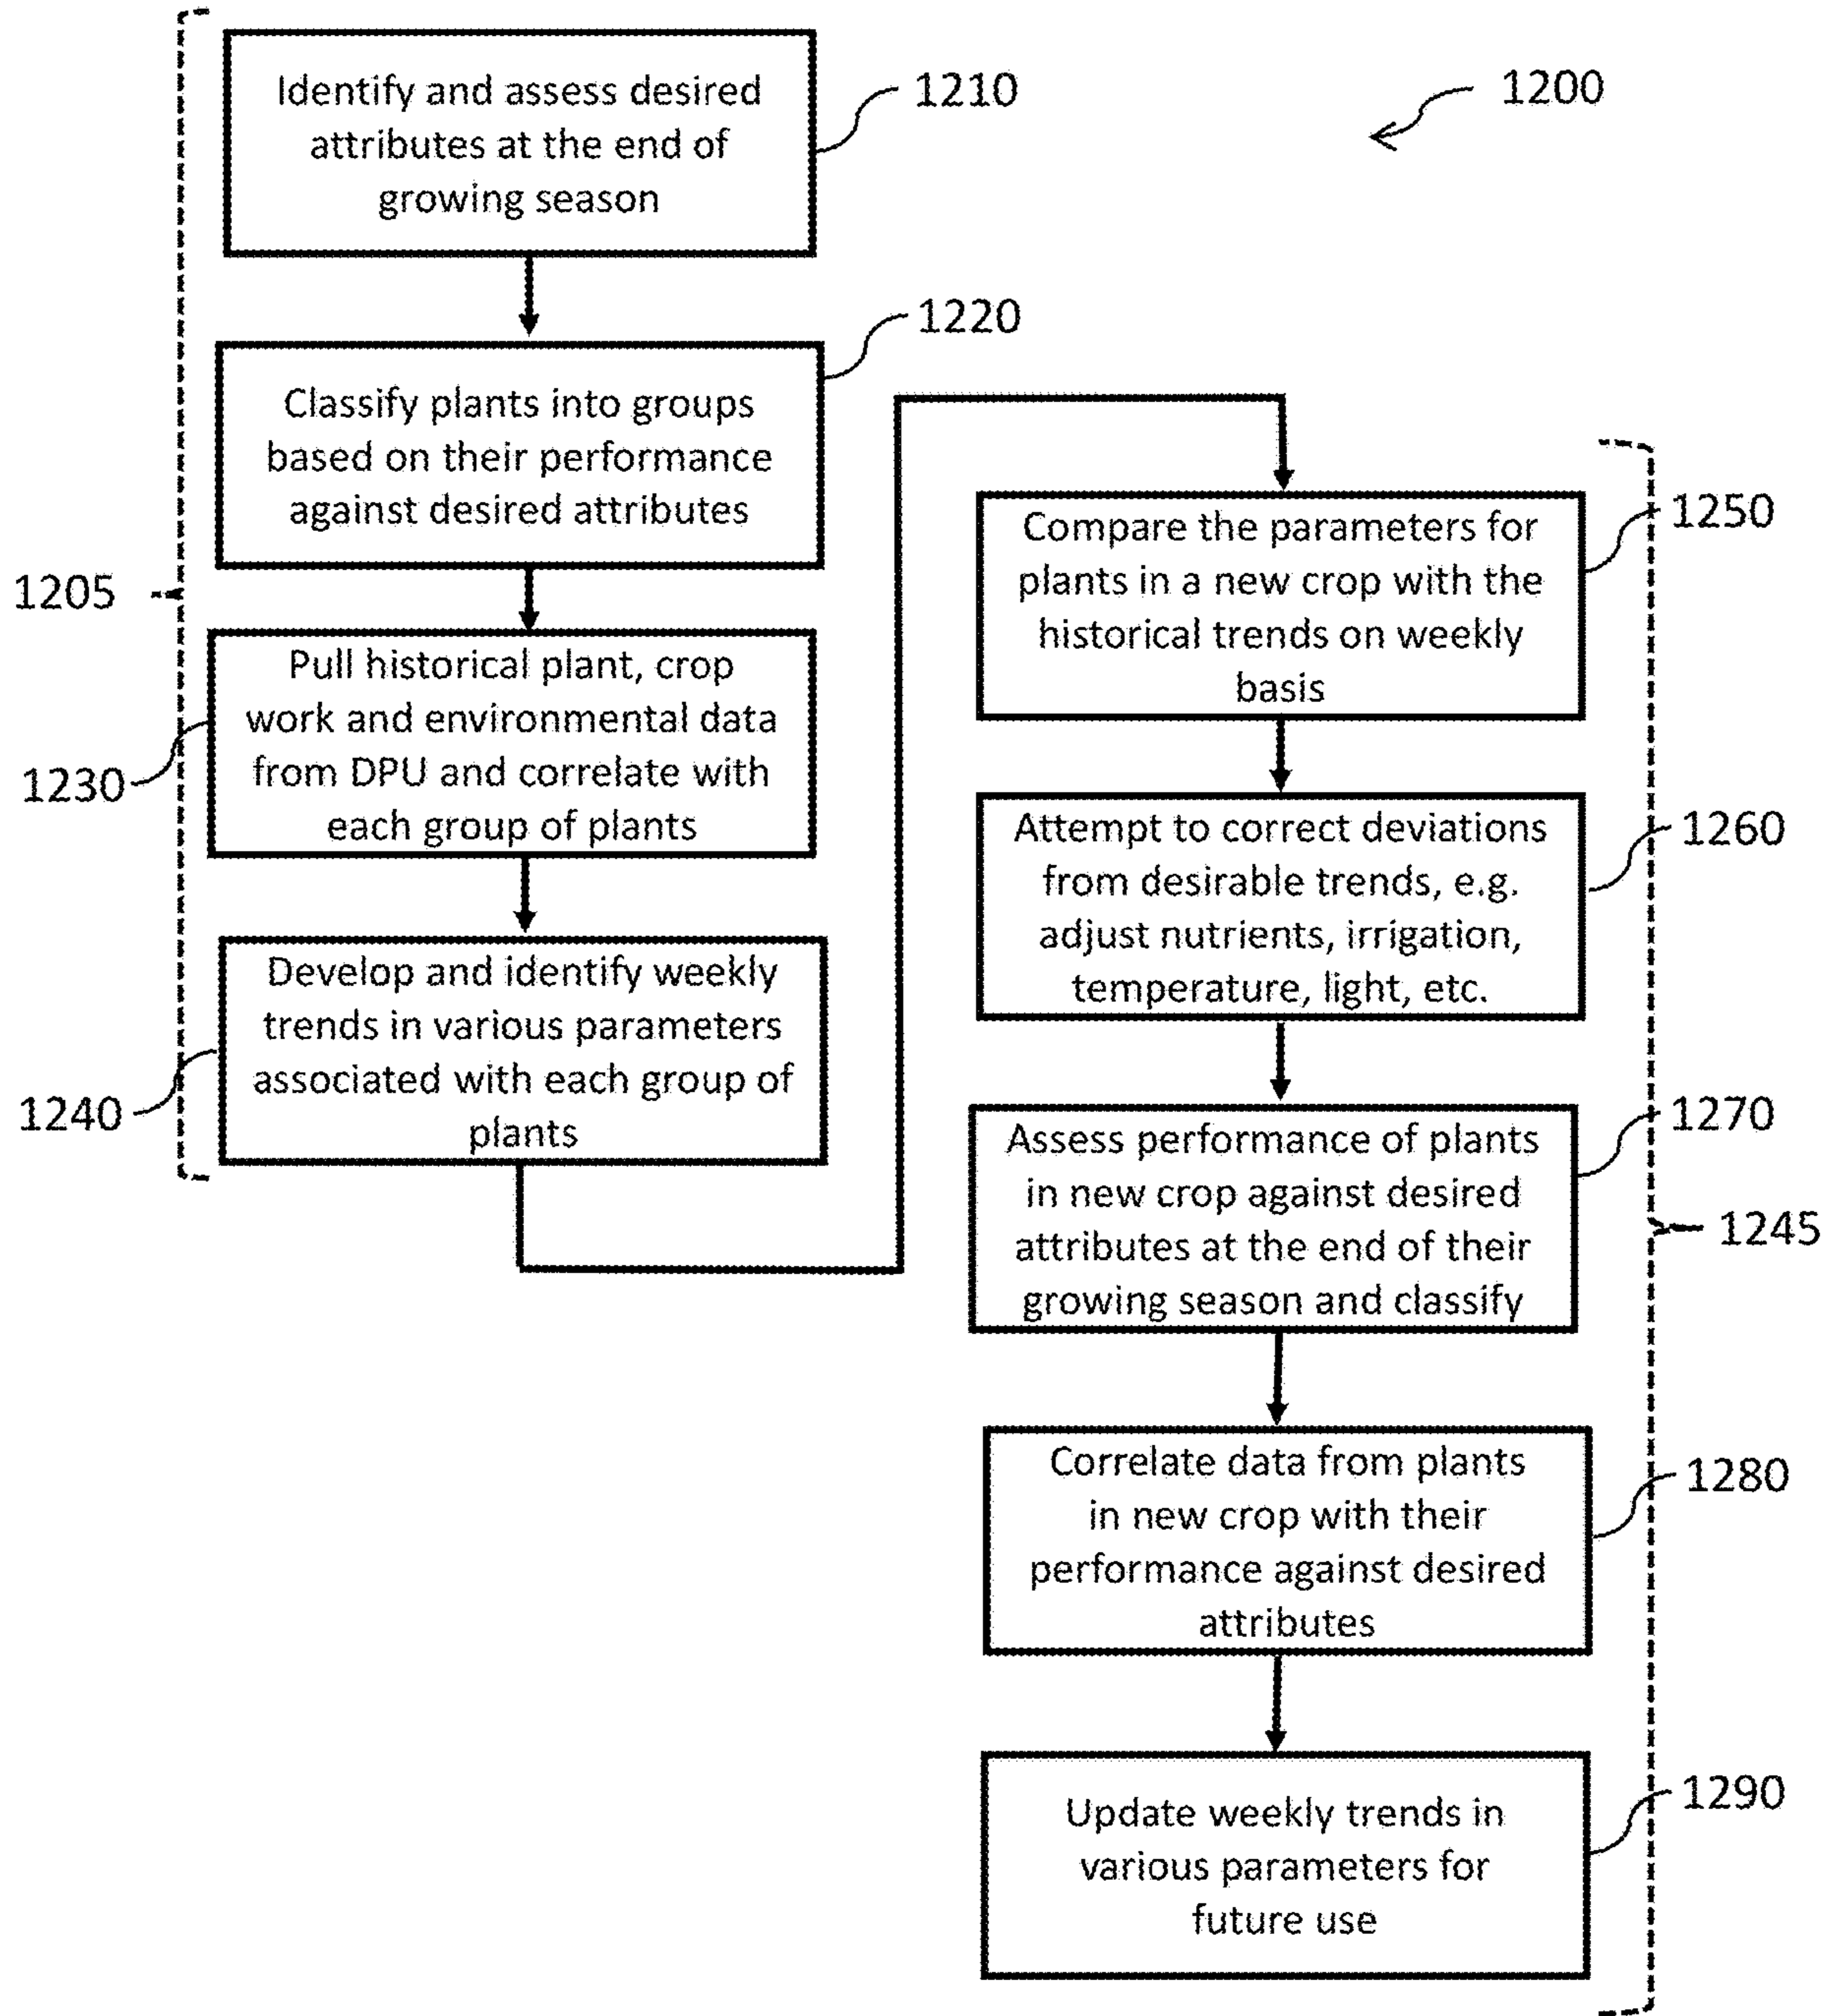 Identify and assess desired
attributes at the end of
growing season
1210
1200
Classify plants into groups
based on their performance
against desired attributes
1220
1205
Pull historical plant, crop
work and environmental data
from DPU and correlate with
each group of plants
1230
Develop and identify weekly
trends in various parameters
associated with each group of
plants
1240
Compare the parameters for
plants in a new crop with the
historical trends on weekly
basis
1250
Attempt to correct deviations
from desirable trends, e.g.
adjust nutrients, irrigation,
temperature, light, etc.
1260
Assess performance of plants
in new crop against desired
attributes at the end of their
growing season and classify
1270
1245
Correlate data from plants
in new crop with their
performance against desired
attributes
1280
Update weekly trends in
various parameters for
future use
1290